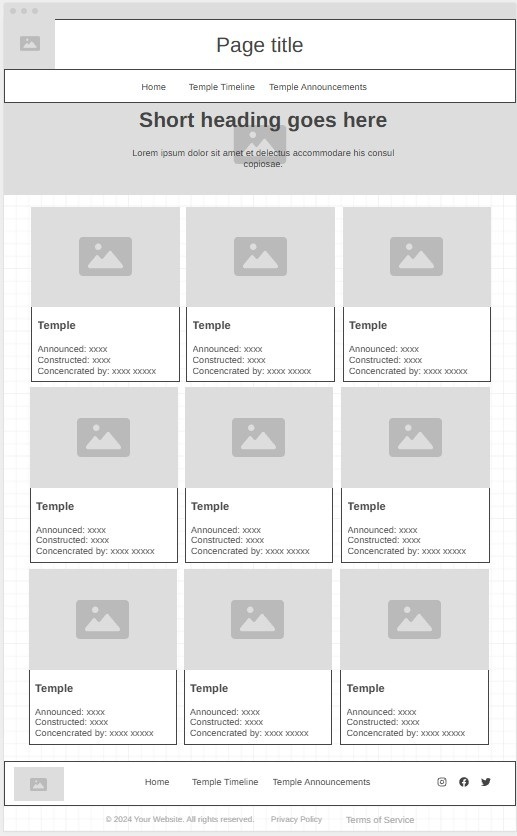 Page title
Home Temple Timeline Temple Announcements
Short heading goes here
Lorem ipsum dolor sit amet et delectus accommodare his consul
copiosae.
Temple Temple Temple
Announced: xxxx Announced: xxxx Announced: xxxx
Constructed: xxxx Constructed: xxxx Constructed: xxxx
Concencrated by: xxxx xxxxx Concencrated by: xxxx xxxxx Concencrated by: xxxx xxxxx
Temple Temple Temple
Announced: xxxx Announced: xxxx Announced: xxxx
Constructed: xxxx Constructed: xxxx Constructed: xxxx
Concencrated by: xxxx xxxxx Concencrated by: xxxx xxxxx Concencrated by: xxxx xxxxx
Temple Temple Temple
Announced: xxxx Announced: xxxx Announced: xxxx
Constructed: xxxx Constructed: xxxx Constructed: xxxx
Concencrated by: xxxx xxxxx Concencrated by: xxxx xxxxx Concencrated by: xxxx xxxxx
Home Temple Timeline Temple Announcements
© 2024 Your Website. All rights reserved. Privacy Policy Terms of Service